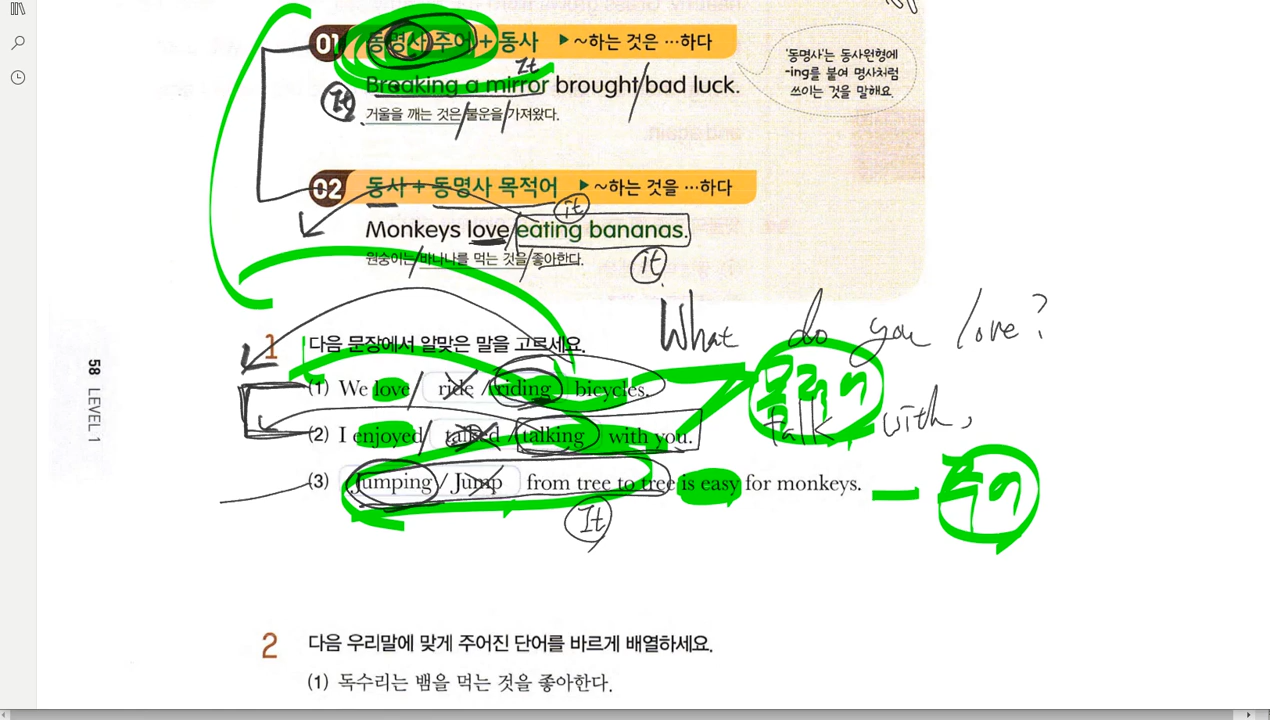 01 동명사 주어 + 동사 ▶ ~하는 것은 …하다
It
Breaking a mirror brought/bad luck.
It
거울을 깨는 것은/불운을/가져왔다.
'동명사'는 동사원형에
-ing를 붙여 명사처럼
쓰이는 것을 말해요.
02 동사 + 동명사 목적어 ▶ ~하는 것을 …하다
it
Monkeys love/eating bananas.
원숭이는/바나나를 먹는 것을/좋아한다.
it
What do you love?
1 다음 문장에서 알맞은 말을 고르세요.
(1) We love / ride / riding bicycles.
목적어
talk with
(2) I enjoyed / talked / talking with you.
(3) Jumping / Jump from tree to tree is easy for monkeys.
주어
It
58 LEVEL 1
2 다음 우리말에 맞게 주어진 단어를 바르게 배열하세요.
(1) 독수리는 뱀을 먹는 것을 좋아한다.